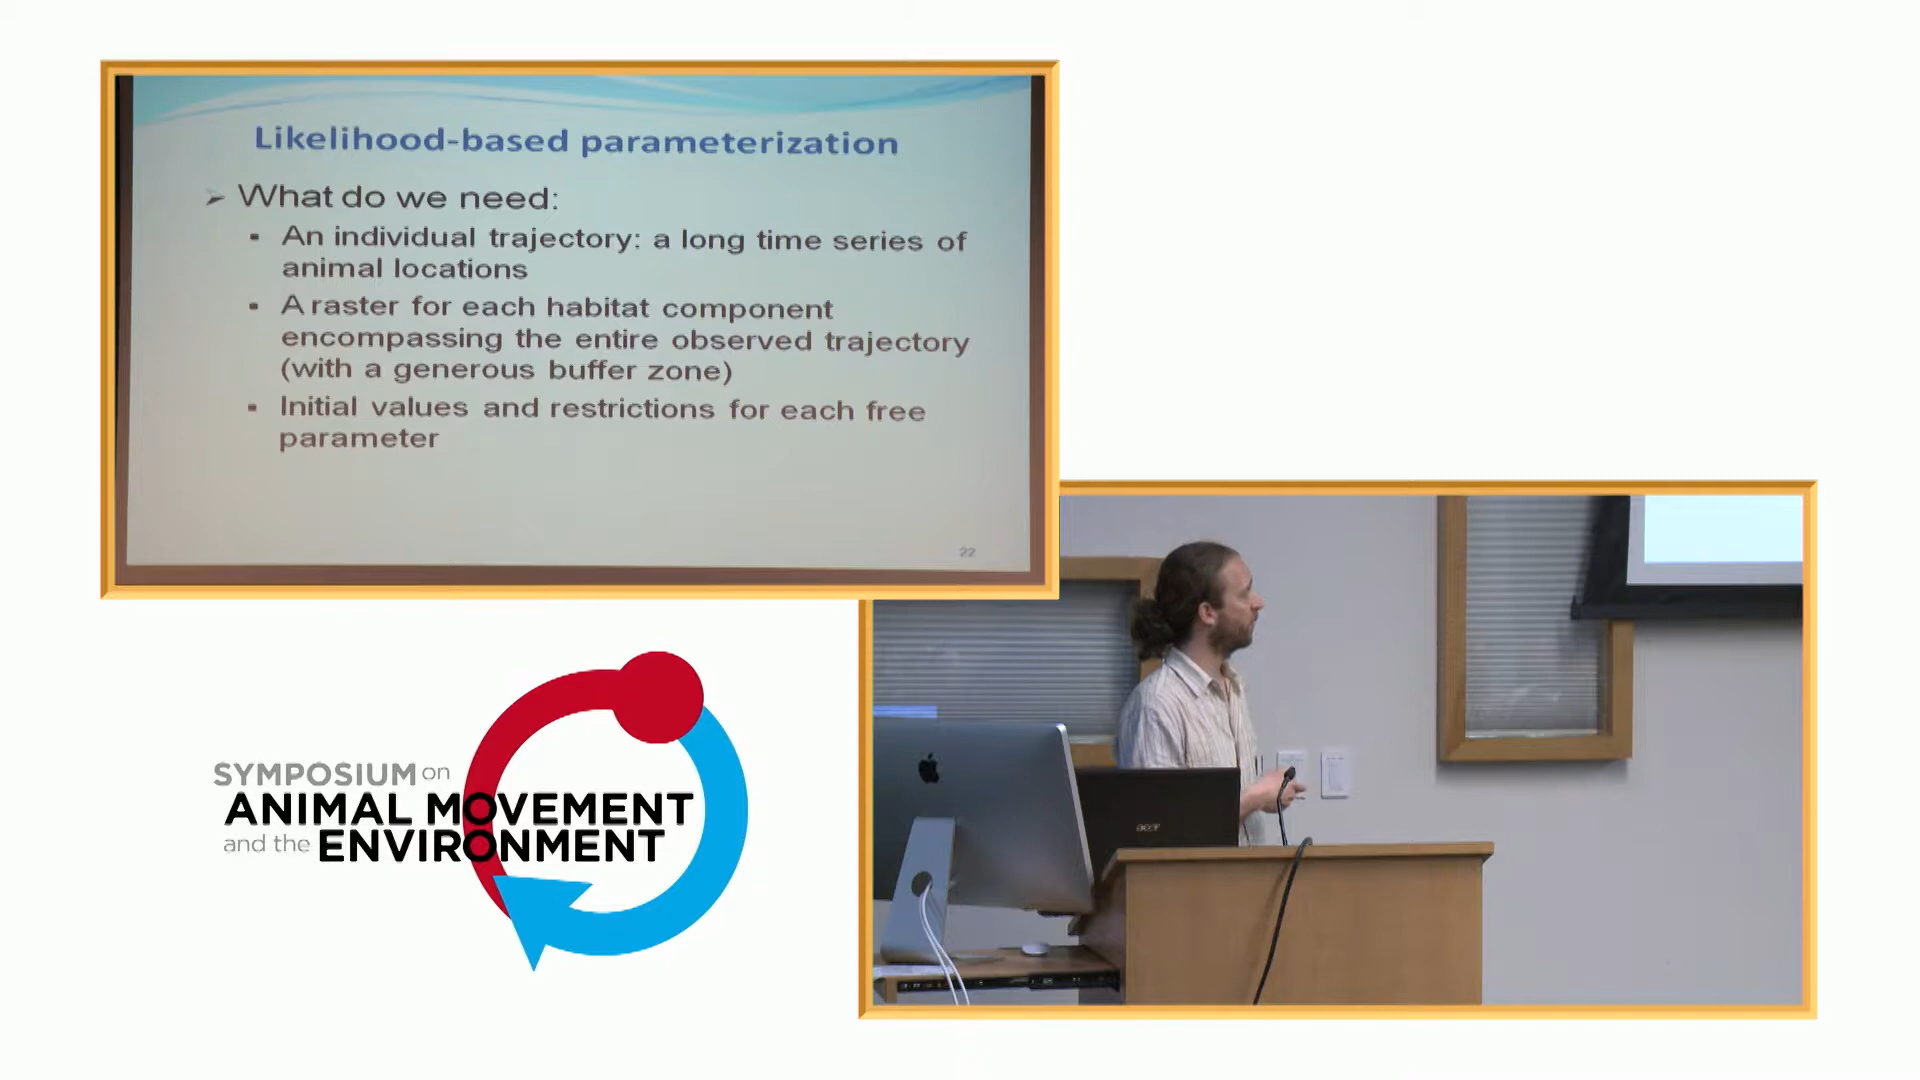 Likelihood-based parameterization
➢ What do we need:
▪ An individual trajectory: a long time series of
animal locations
▪ A raster for each habitat component
encompassing the entire observed trajectory
(with a generous buffer zone)
▪ Initial values and restrictions for each free
parameter
22
SYMPOSIUM on
ANIMAL MOVEMENT
and the ENVIRONMENT
acer